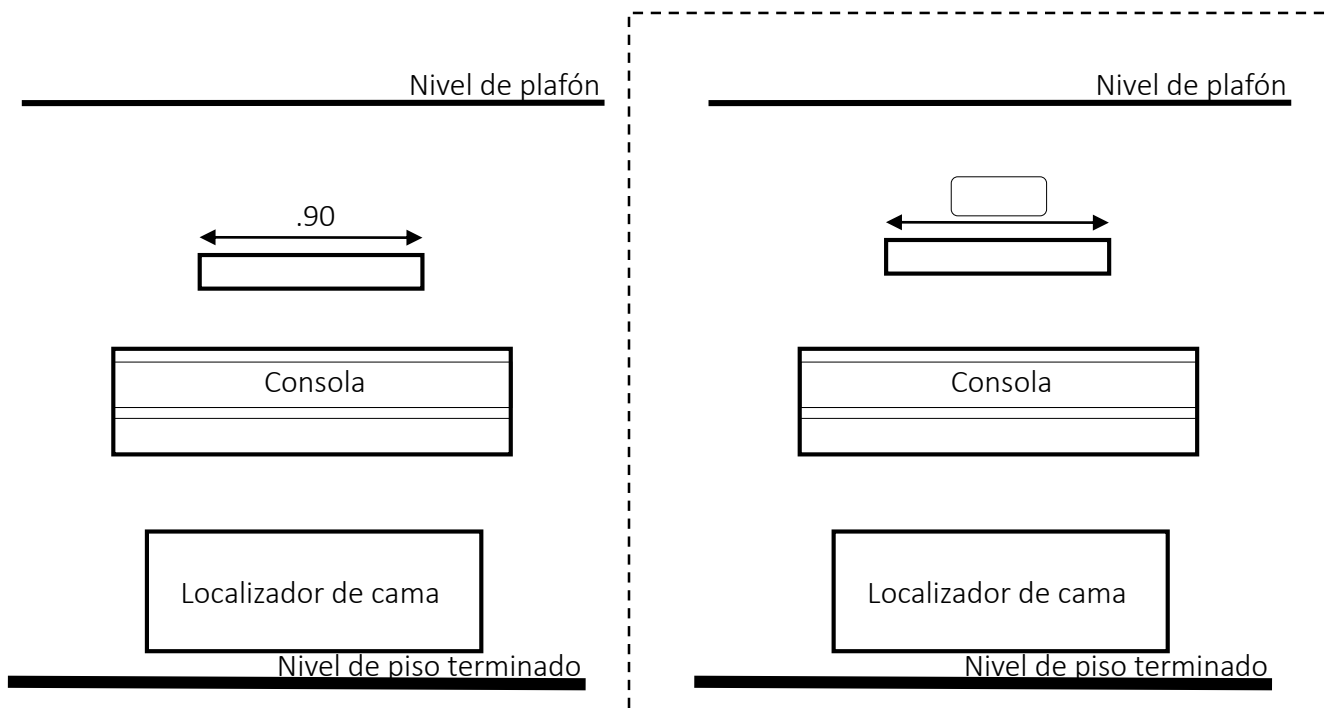 Nivel de plafón
.90
Consola
Localizador de cama
Nivel de piso terminado
Nivel de plafón
Consola
Localizador de cama
Nivel de piso terminado